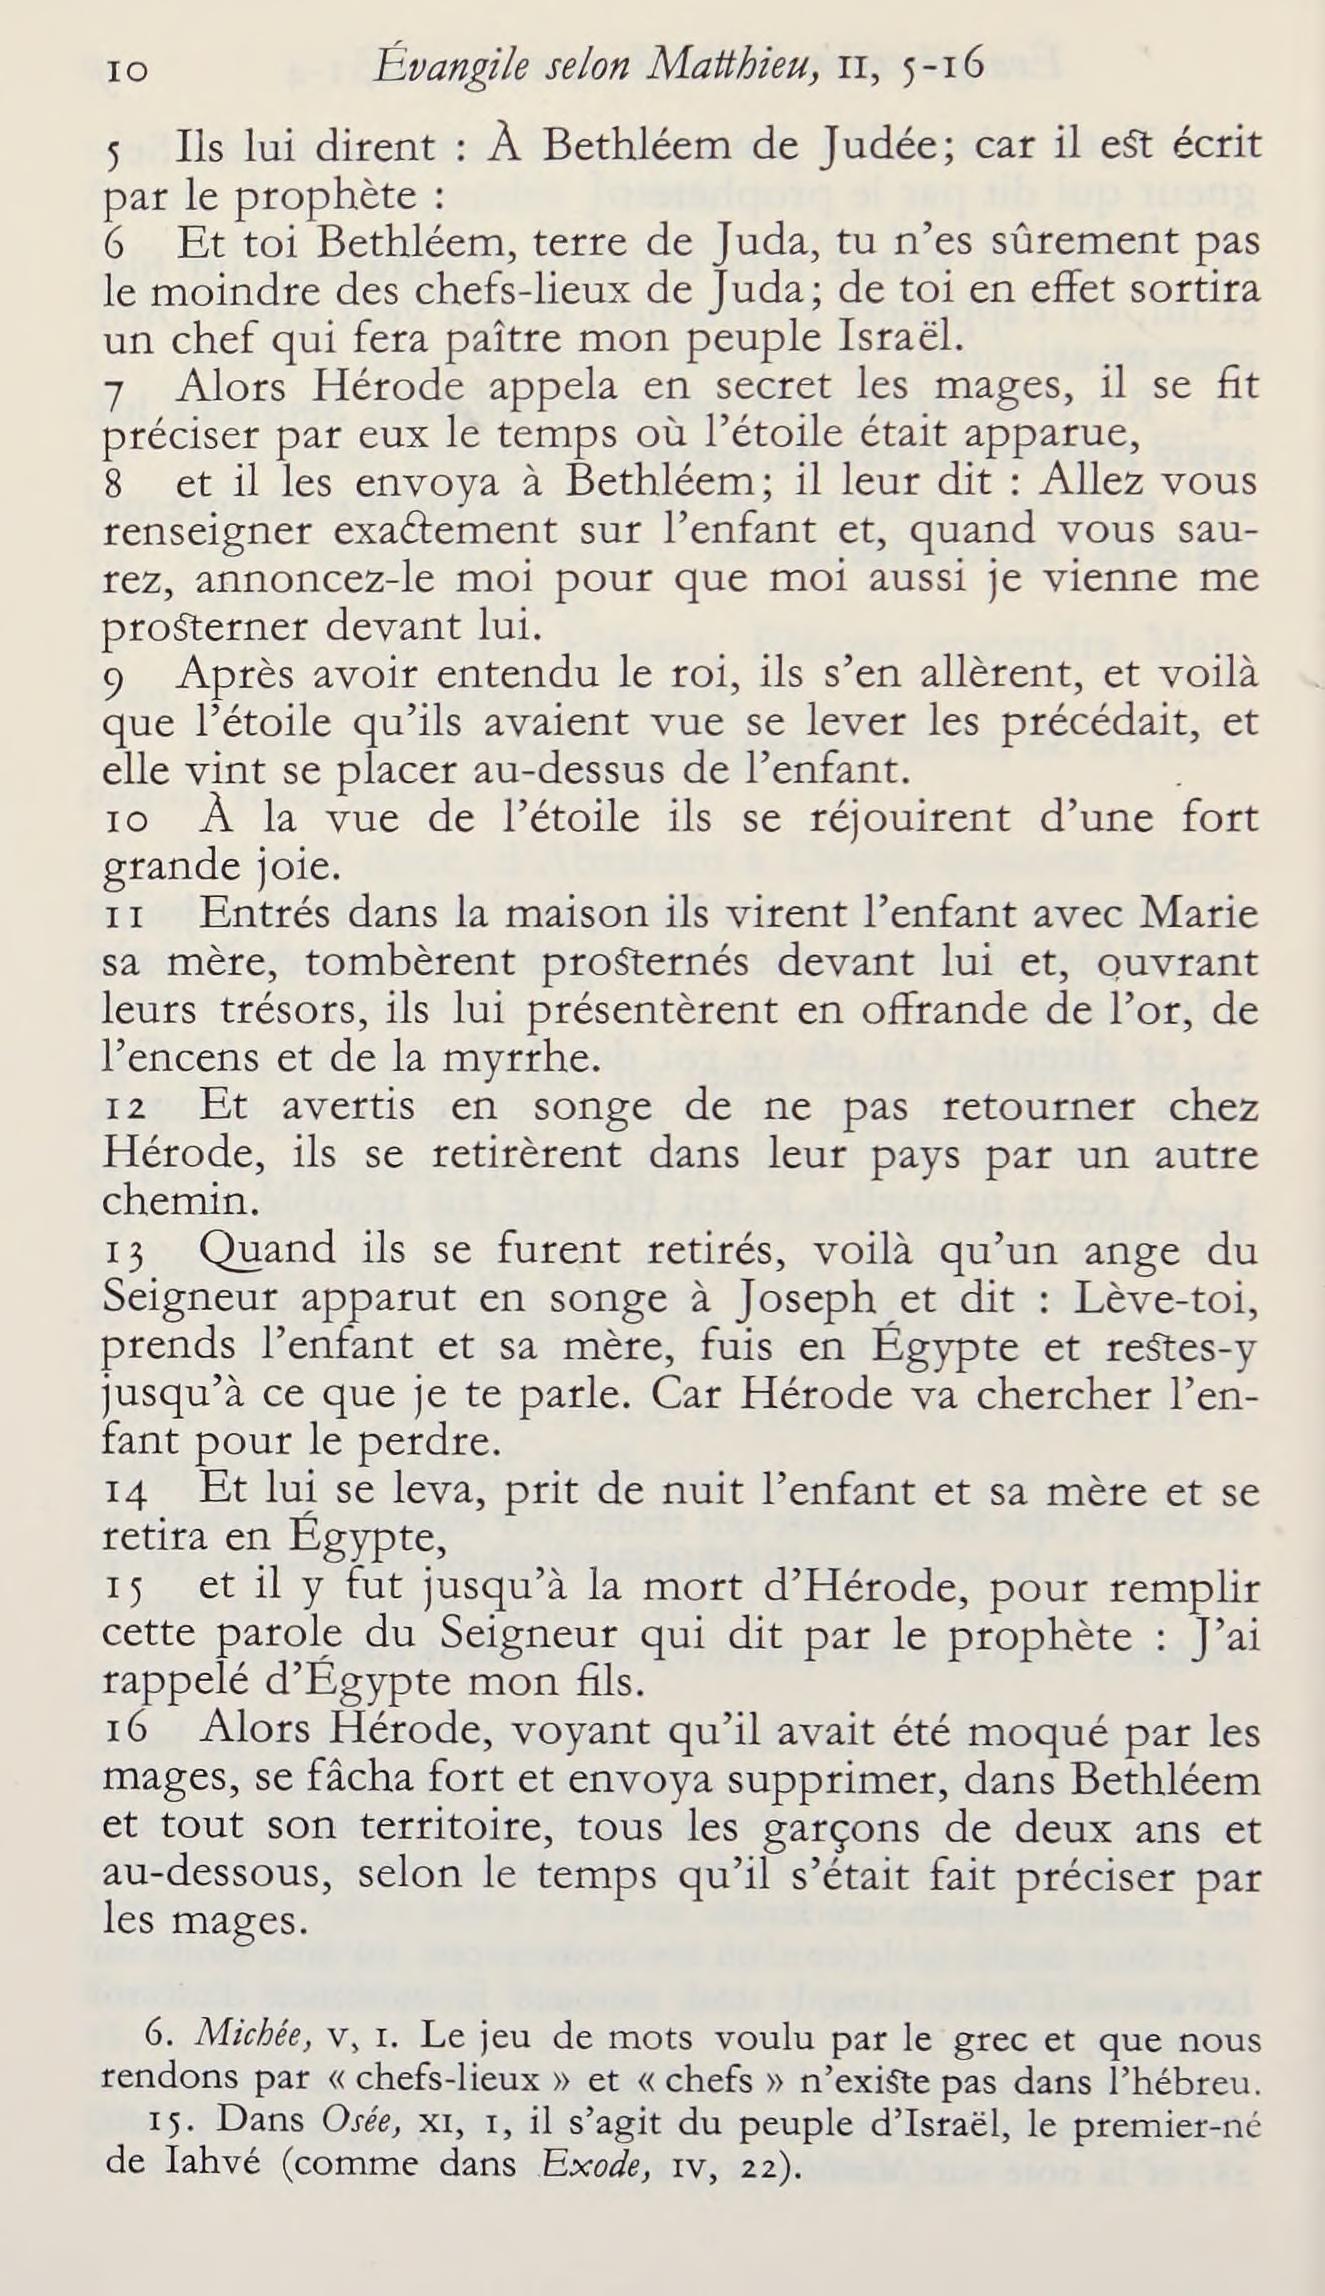 10 Évangile selon Matthieu, II, 5-16
5 Ils lui dirent : À Bethléem de Judée; car il est écrit
par le prophète :
6 Et toi Bethléem, terre de Juda, tu n’es sûrement pas
le moindre des chefs-lieux de Juda; de toi en effet sortira
un chef qui fera paître mon peuple Israël.
7 Alors Hérode appela en secret les mages, il se fit
préciser par eux le temps où l’étoile était apparue,
8 et il les envoya à Bethléem; il leur dit : Allez vous
renseigner exactement sur l’enfant et, quand vous sau-
rez, annoncez-le moi pour que moi aussi je vienne me
prosterner devant lui.
9 Après avoir entendu le roi, ils s’en allèrent, et voilà
que l’étoile qu’ils avaient vue se lever les précédait, et
elle vint se placer au-dessus de l’enfant.
10 À la vue de l’étoile ils se réjouirent d’une fort
grande joie.
11 Entrés dans la maison ils virent l’enfant avec Marie
sa mère, tombèrent prosternés devant lui et, ouvrant
leurs trésors, ils lui présentèrent en offrande de l’or, de
l’encens et de la myrrhe.
12 Et avertis en songe de ne pas retourner chez
Hérode, ils se retirèrent dans leur pays par un autre
chemin.
13 Quand ils se furent retirés, voilà qu’un ange du
Seigneur apparut en songe à Joseph et dit : Lève-toi,
prends l’enfant et sa mère, fuis en Égypte et restes-y
jusqu’à ce que je te parle. Car Hérode va chercher l’en-
fant pour le perdre.
14 Et lui se leva, prit de nuit l’enfant et sa mère et se
retira en Égypte,
15 et il y fut jusqu’à la mort d’Hérode, pour remplir
cette parole du Seigneur qui dit par le prophète : J’ai
rappelé d’Égypte mon fils.
16 Alors Hérode, voyant qu’il avait été moqué par les
mages, se fâcha fort et envoya supprimer, dans Bethléem
et tout son territoire, tous les garçons de deux ans et
au-dessous, selon le temps qu’il s’était fait préciser par
les mages.
6. Michée, V, I. Le jeu de mots voulu par le grec et que nous
rendons par « chefs-lieux » et « chefs » n’existe pas dans l’hébreu.
15. Dans Osée, XI, I, il s’agit du peuple d’Israël, le premier-né
de Iahvé (comme dans Exode, IV, 22).